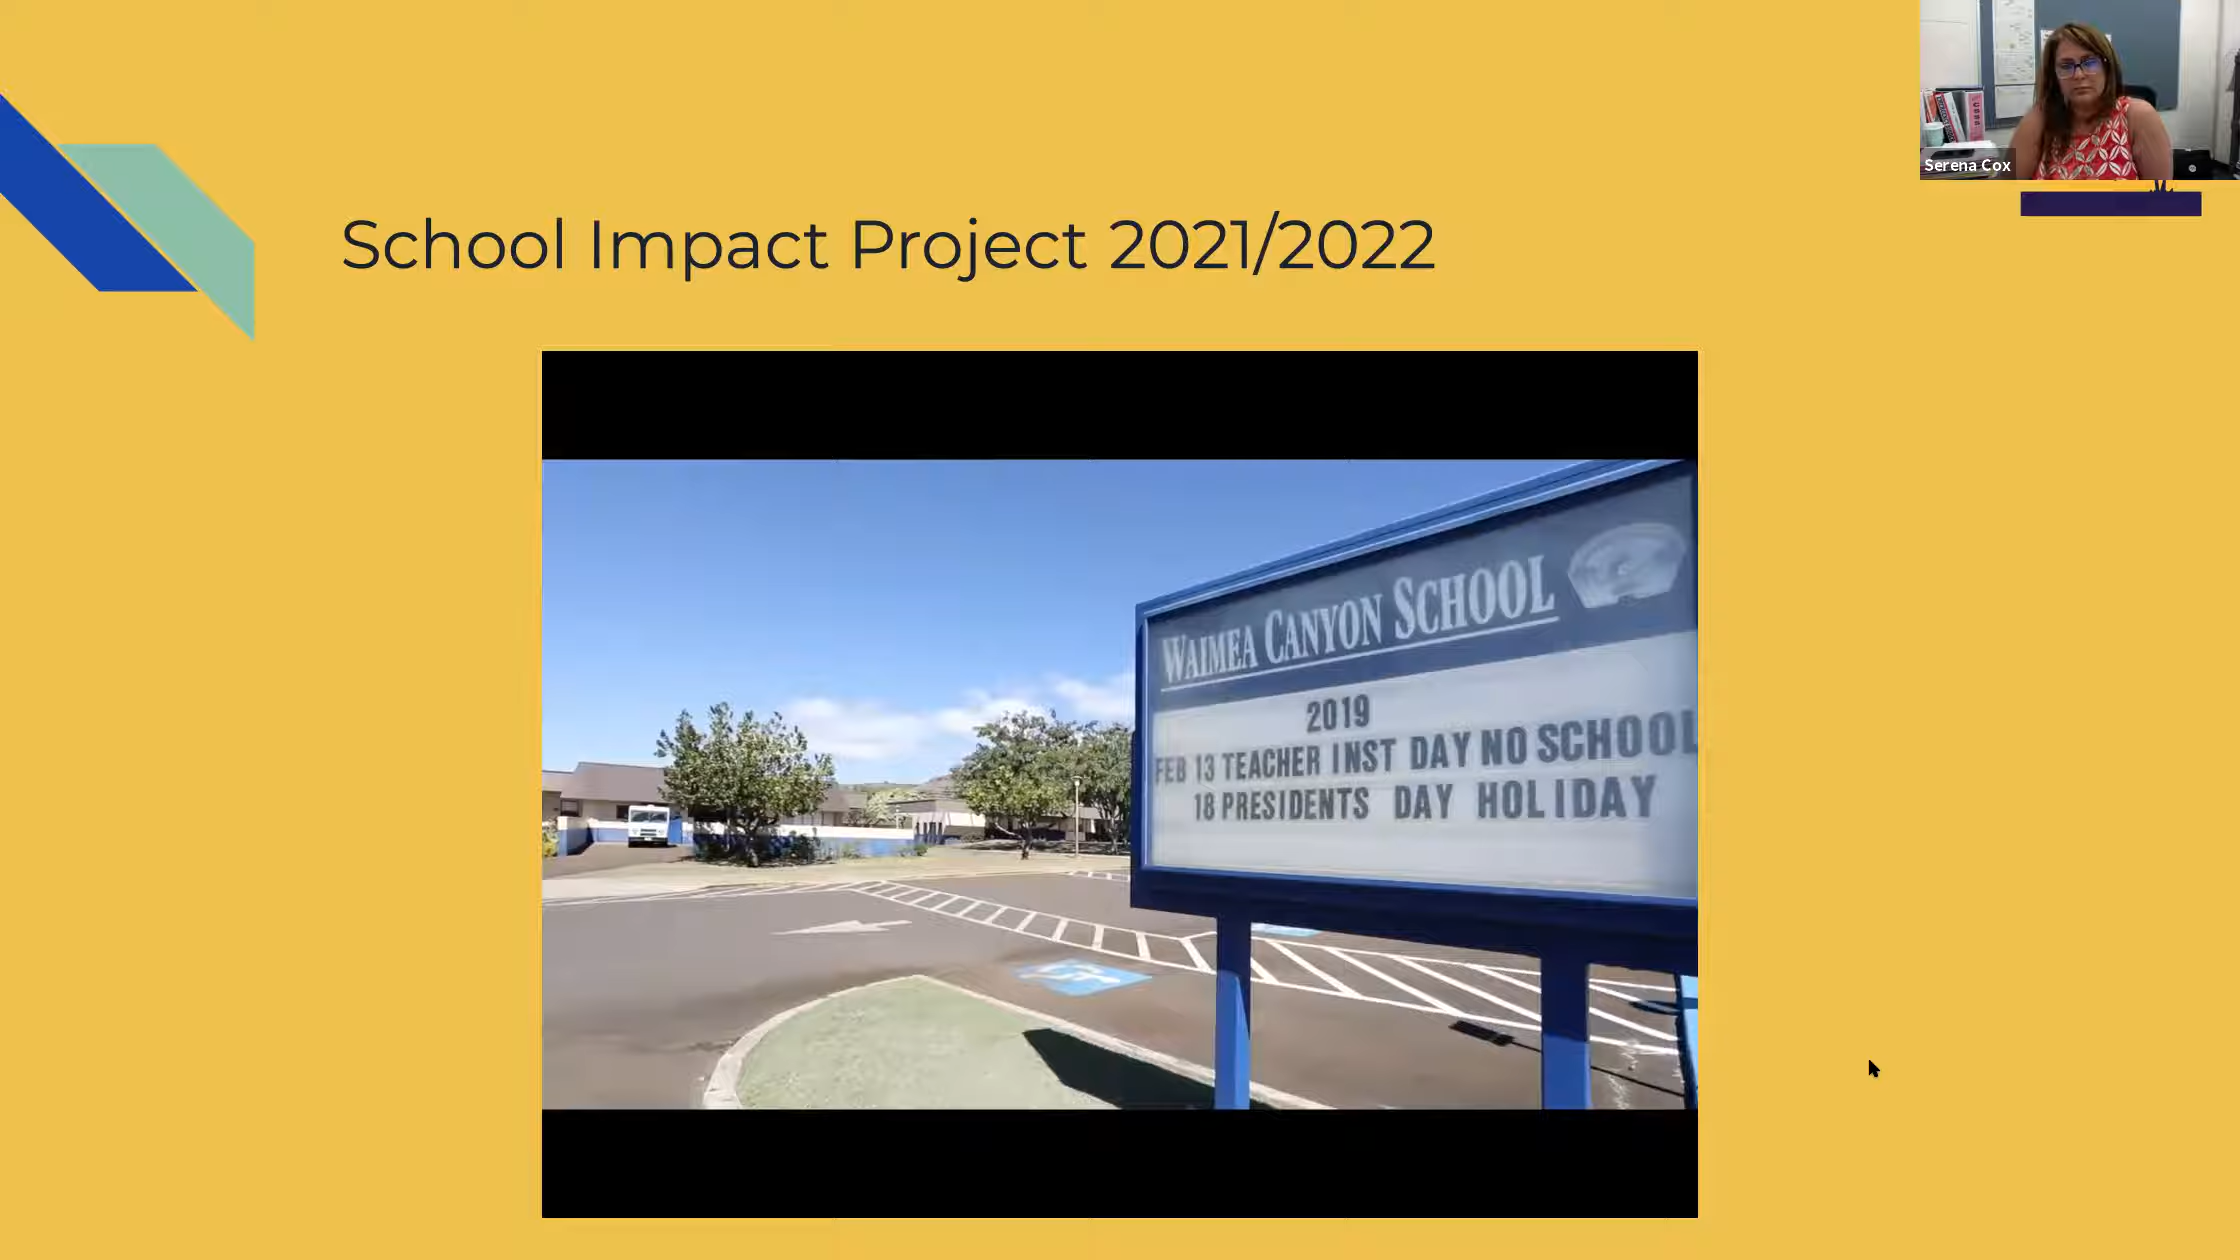 Serena Cox
School Impact Project 2021/2022
WAIMEA CANYON SCHOOL
2019
FEB 13 TEACHER INST DAY NO SCHOOL
18 PRESIDENTS DAY HOLIDAY